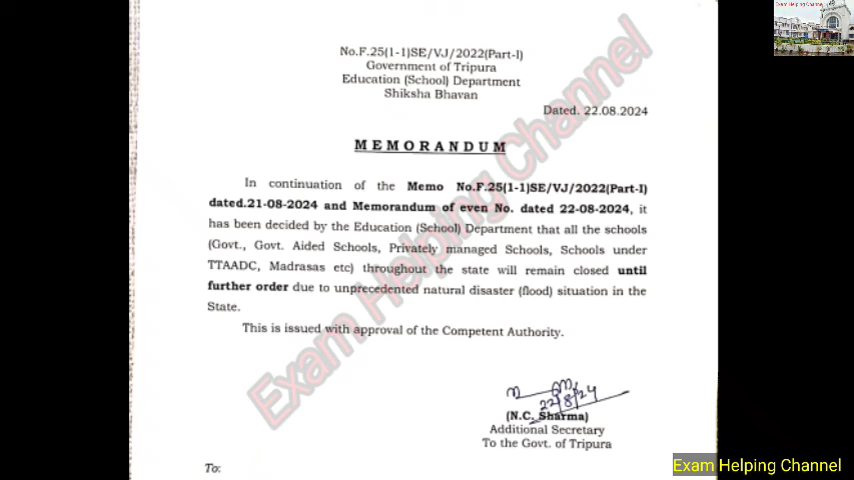 Exam Helping Channel
No.F.25(1-1)SE/VJ/2022(Part-I)
Government of Tripura
Education (School) Department
Shiksha Bhavan
Dated. 22.08.2024
MEMORANDUM
In continuation of the Memo No.F.25(1-1)SE/VJ/2022(Part-I)
dated.21-08-2024 and Memorandum of even No. dated 22-08-2024, it
has been decided by the Education (School) Department that all the schools
(Govt., Govt. Aided Schools, Privately managed Schools, Schools under
TTAADC, Madrasas etc) throughout the state will remain closed until
further order due to unprecedented natural disaster (flood) situation in the
State.
This is issued with approval of the Competent Authority.
22/8/24
(N.C. Sharma)
Additional Secretary
To the Govt. of Tripura
To:
Exam Helping Channel
Exam Helping Channel